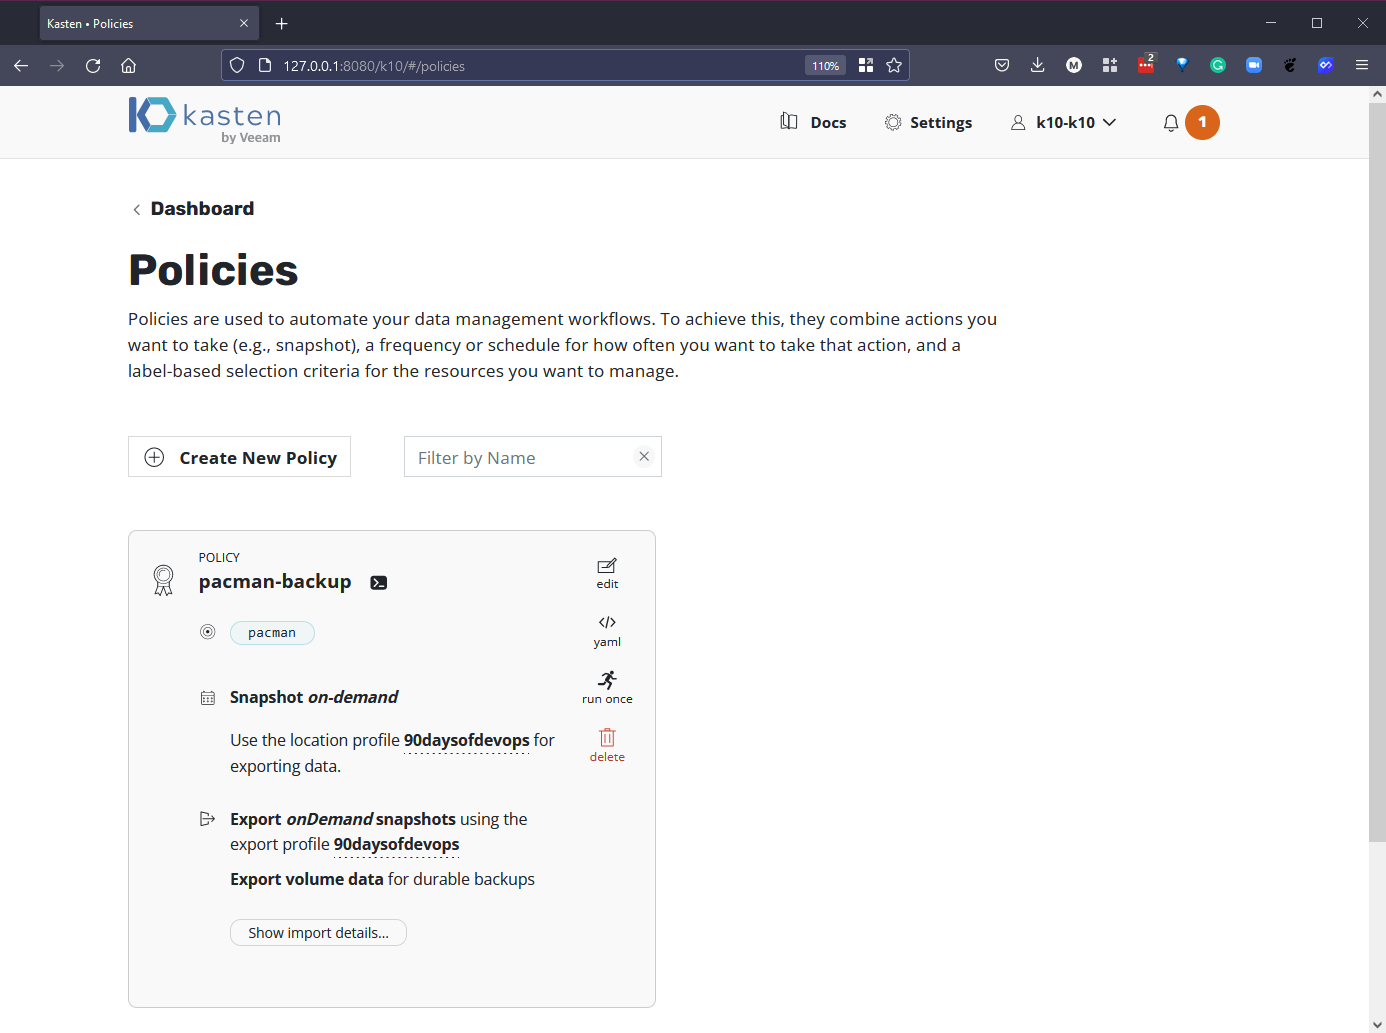 Kasten • Policies
127.0.0.1:8080/k10/#/policies
110%
M
2
G
kasten
by Veeam
Docs
Settings
k10-k10
1
Dashboard
Policies
Policies are used to automate your data management workflows. To achieve this, they combine actions you
want to take (e.g., snapshot), a frequency or schedule for how often you want to take that action, and a
label-based selection criteria for the resources you want to manage.
Create New Policy
Filter by Name
POLICY
pacman-backup
edit
pacman
yaml
Snapshot on-demand
run once
Use the location profile 90daysofdevops for
exporting data.
delete
Export onDemand snapshots using the
export profile 90daysofdevops
Export volume data for durable backups
Show import details...